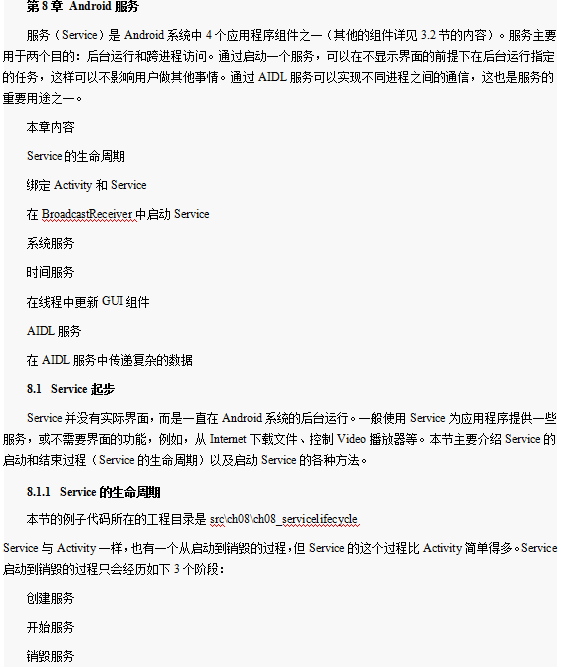 第 8 章  Android 服务
服务（Service）是 Android 系统中 4 个应用程序组件之一（其他的组件详见 3.2 节的内容）。服务主要
用于两个目的：后台运行和跨进程访问。通过启动一个服务，可以在不显示界面的前提下在后台运行指定
的任务，这样可以不影响用户做其他事情。通过 AIDL 服务可以实现不同进程之间的通信，这也是服务的
重要用途之一。
本章内容
Service 的生命周期
绑定 Activity 和 Service
在 BroadcastReceiver 中启动 Service
系统服务
时间服务
在线程中更新 GUI 组件
AIDL 服务
在 AIDL 服务中传递复杂的数据
8.1  Service 起步
Service 并没有实际界面，而是一直在 Android 系统的后台运行。一般使用 Service 为应用程序提供一些
服务，或不需要界面的功能，例如，从 Internet 下载文件、控制 Video 播放器等。本节主要介绍 Service 的
启动和结束过程（Service 的生命周期）以及启动 Service 的各种方法。
8.1.1  Service 的生命周期
本节的例子代码所在的工程目录是 src\ch08\ch08_servicelifecycle
Service 与 Activity 一样，也有一个从启动到销毁的过程，但 Service 的这个过程比 Activity 简单得多。Service
启动到销毁的过程只会经历如下 3 个阶段：
创建服务
开始服务
销毁服务